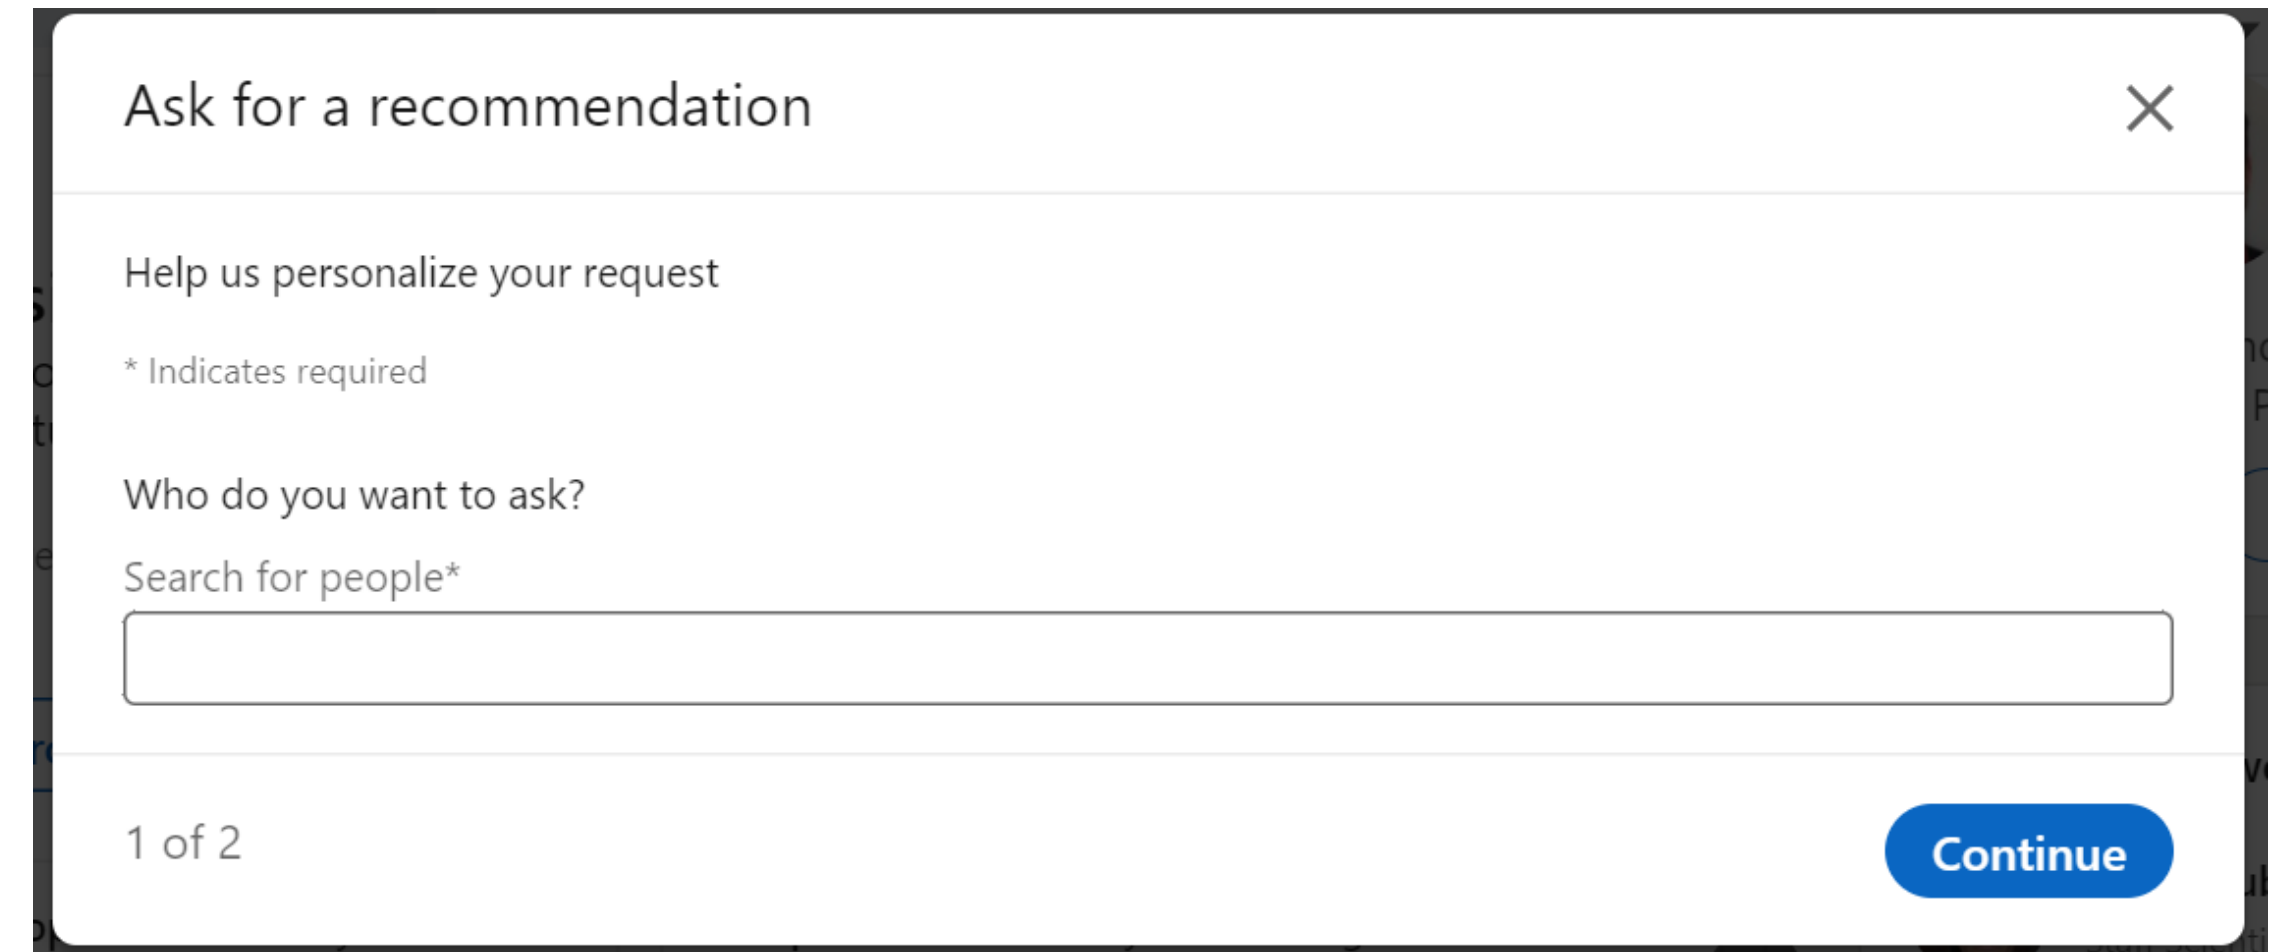 Ask for a recommendation
Help us personalize your request
* Indicates required
Who do you want to ask?
Search for people*
1 of 2
Continue